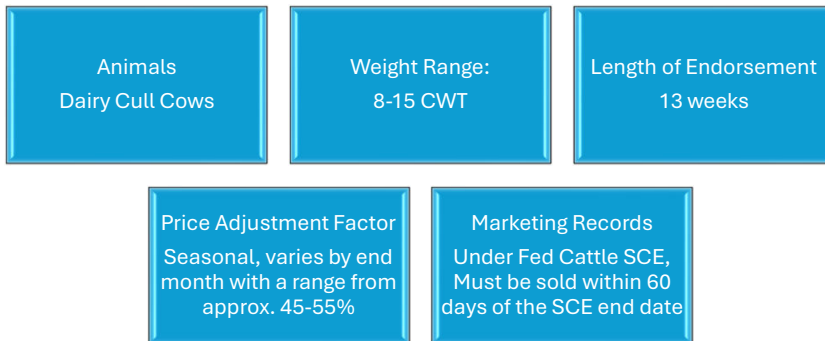 Animals
Dairy Cull Cows
Weight Range:
8-15 CWT
Length of Endorsement
13 weeks
Price Adjustment Factor
Seasonal, varies by end
month with a range from
approx. 45-55%
Marketing Records
Under Fed Cattle SCE,
Must be sold within 60
days of the SCE end date